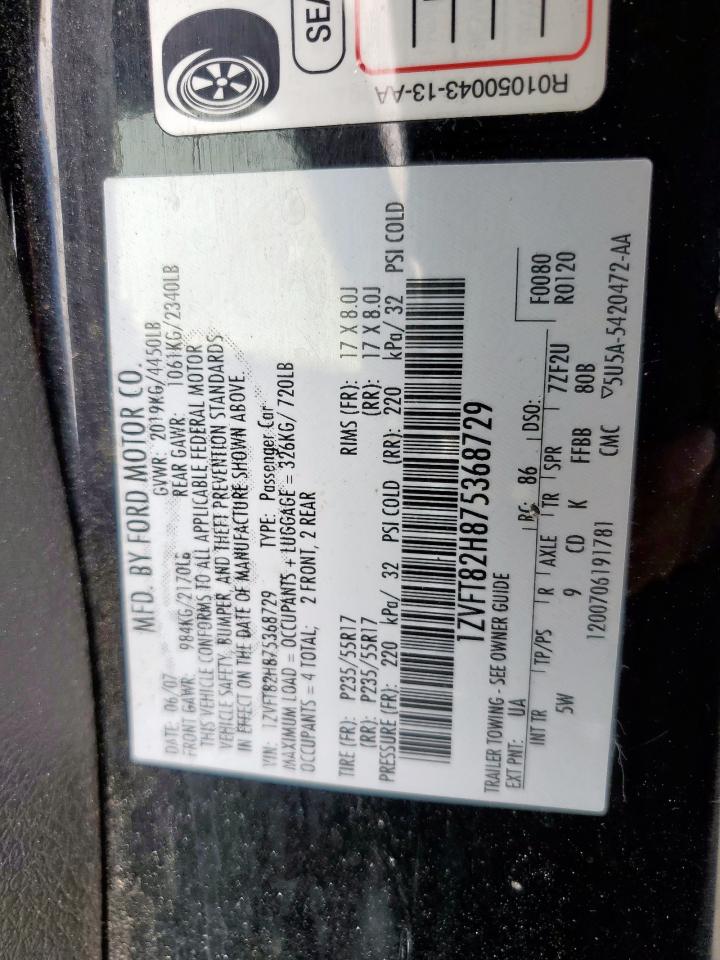 SEA
R01050043-13-AA
MFD. BY FORD MOTOR CO.
DATE: 06/07 GVWR: 2019KG/4450LB
FRONT GAWR: 984KG/2170LB REAR GAWR: 1061KG/2340LB
THIS VEHICLE CONFORMS TO ALL APPLICABLE FEDERAL MOTOR
VEHICLE SAFETY, BUMPER, AND THEFT PREVENTION STANDARDS
IN EFFECT ON THE DATE OF MANUFACTURE SHOWN ABOVE.
VIN: 1ZVFT82H875368729 TYPE: Passenger Car
MAXIMUM LOAD = OCCUPANTS + LUGGAGE = 326KG/ 720LB
OCCUPANTS = 4 TOTAL; 2 FRONT, 2 REAR
TIRE (FR): P235/55R17 RIMS (FR): 17 X 8.0J
(RR): P235/55R17 (RR): 17 X 8.0J
PRESSURE (FR): 220 kPa/ 32 PSI COLD (RR): 220 kPa/ 32 PSI COLD
1ZVFT82H875368729
TRAILER TOWING - SEE OWNER GUIDE
EXT PNT: UA RC: 86 DSO: F0080
INT TR TP/PS R AXLE TR SPR R0120
5W 9 CD K FFBB 7ZF2U
80B
1200706191781 CMC ▽5U5A-5420472-AA